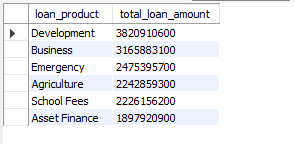 loan_product total_loan_amount
Development 3820910600
Business 3165883100
Emergency 2475395700
Agriculture 2242859300
School Fees 2226156200
Asset Finance 1897920900